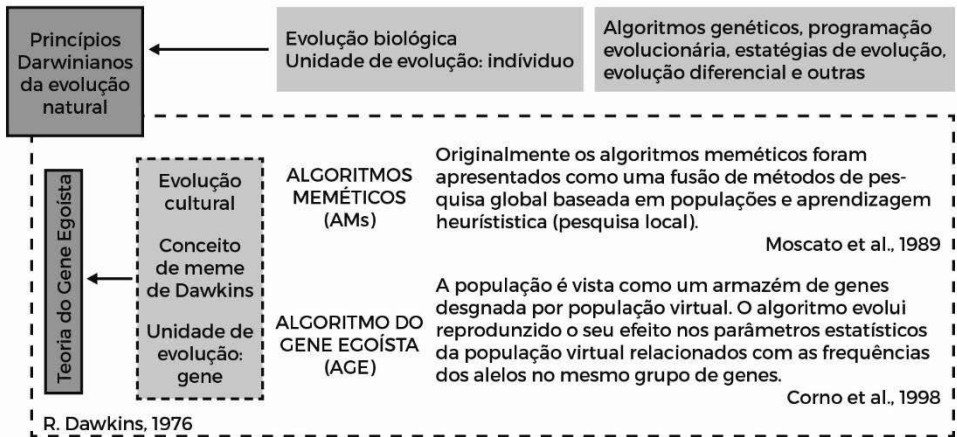 Princípios
Darwinianos
da evolução
natural
Evolução biológica
Unidade de evolução: indíviduo
Algoritmos genéticos, programação
evolucionária, estatégias de evolução,
evolução diferencial e outras
Teoria do Gene Egoísta
Evolução
cultural
Conceito
de meme
de Dawkins
Unidade de
evolução:
gene
ALGORITMOS
MEMÉTICOS
(AMs)
Originalmente os algoritmos meméticos foram
apresentados como uma fusão de métodos de pes-
quisa global baseada em populações e aprendizagem
heurístistica (pesquisa local).
Moscato et al., 1989
ALGORITMO DO
GENE EGOÍSTA
(AGE)
A população é vista como um armazém de genes
desgnada por população virtual. O algoritmo evolui
reprodunzido o seu efeito nos parâmetros estatísticos
da população virtual relacionados com as frequências
dos alelos no mesmo grupo de genes.
Corno et al., 1998
R. Dawkins, 1976